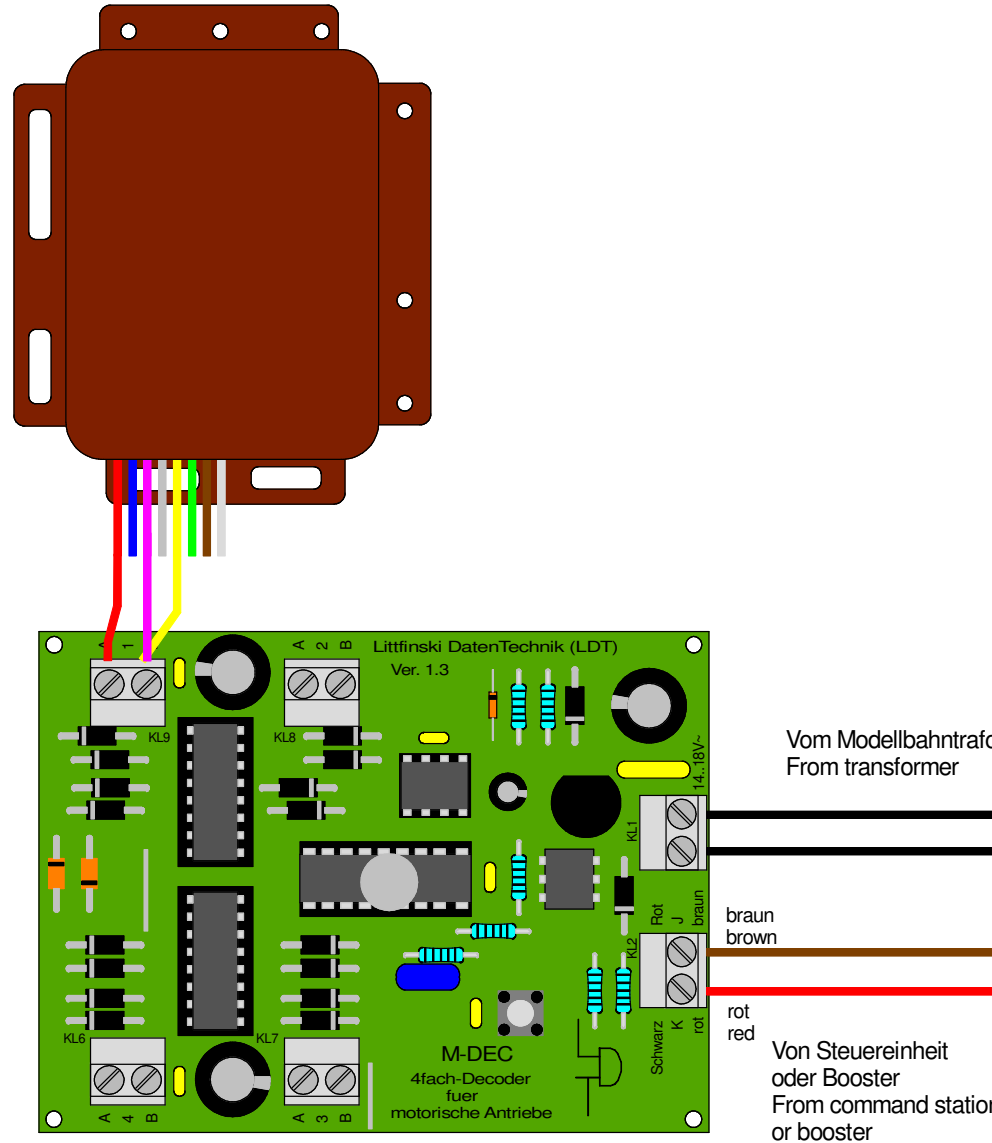 A 1
A 2 B
Littfinski DatenTechnik (LDT)
Ver. 1.3
KL9
KL8
14..18V~
Vom Modellbahntrafo
From transformer
KL1
Rot J braun
braun
brown
KL2
Schwarz K rot
rot
red
KL6
KL7
M-DEC
4fach-Decoder
fuer
motorische Antriebe
A 4 B
A 3 B
Von Steuereinheit
oder Booster
From command station
or booster